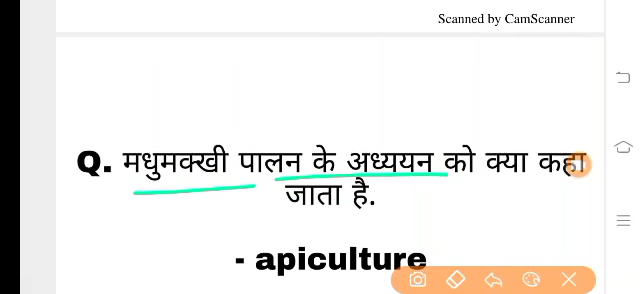 Scanned by CamScanner
Q. मधुमक्खी पालन के अध्ययन को क्या कहा
जाता है.
- apiculture